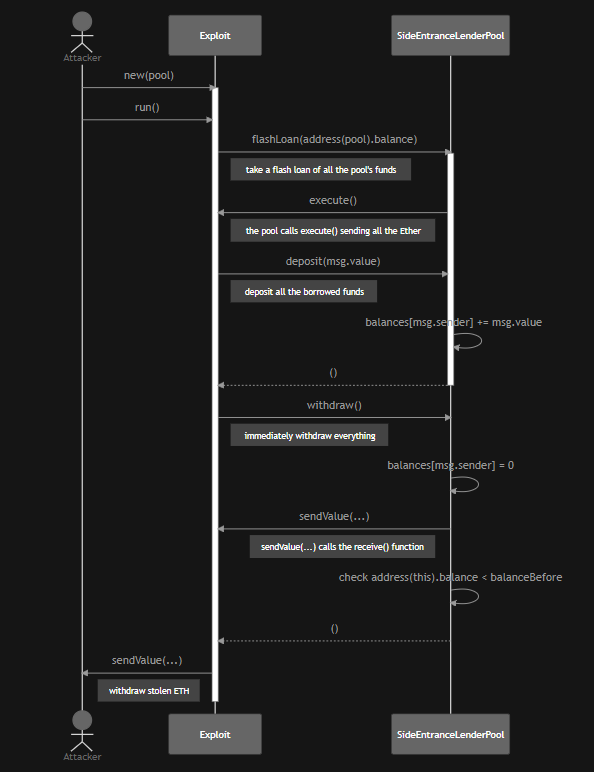 Attacker
Exploit
SideEntranceLenderPool
new(pool)
run()
flashLoan(address(pool).balance)
take a flash loan of all the pool's funds
execute()
the pool calls execute() sending all the Ether
deposit(msg.value)
deposit all the borrowed funds
balances[msg.sender] += msg.value
()
withdraw()
immediately withdraw everything
balances[msg.sender] = 0
sendValue(...)
sendValue(...) calls the receive() function
check address(this).balance < balanceBefore
()
sendValue(...)
withdraw stolen ETH
Attacker
Exploit
SideEntranceLenderPool